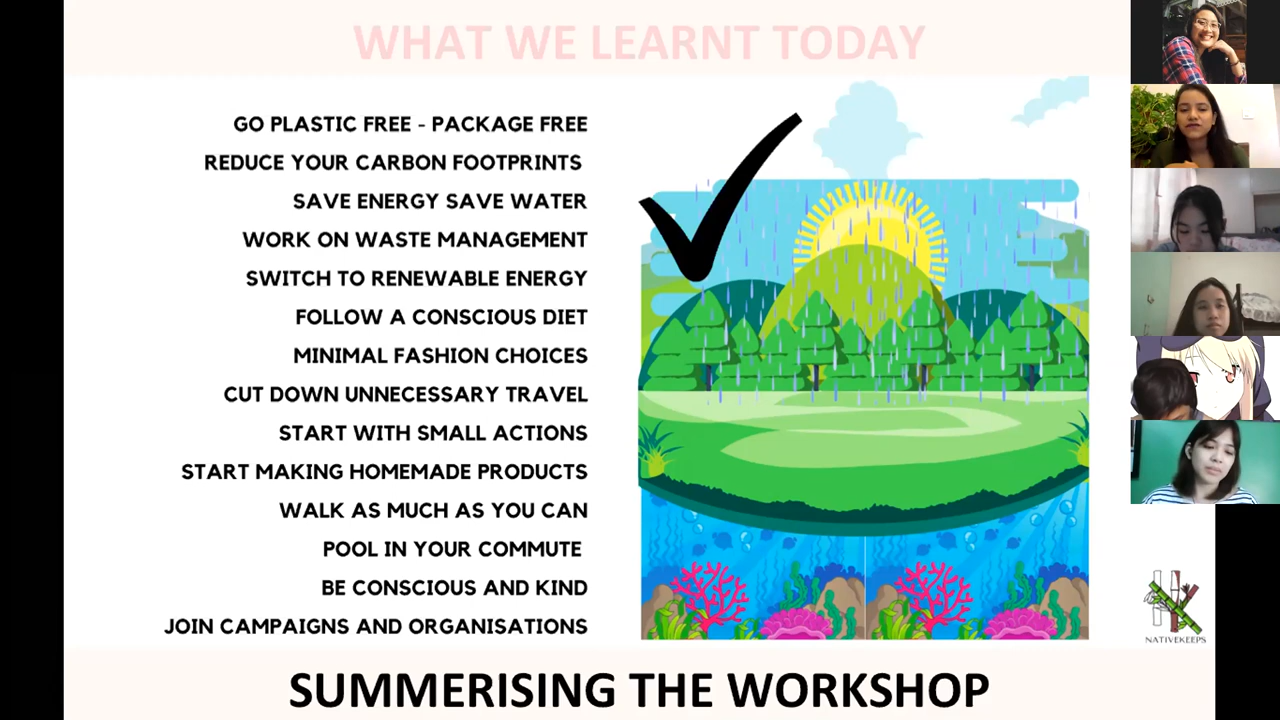 WHAT WE LEARNT TODAY
GO PLASTIC FREE - PACKAGE FREE
REDUCE YOUR CARBON FOOTPRINTS
SAVE ENERGY SAVE WATER
WORK ON WASTE MANAGEMENT
SWITCH TO RENEWABLE ENERGY
FOLLOW A CONSCIOUS DIET
MINIMAL FASHION CHOICES
CUT DOWN UNNECESSARY TRAVEL
START WITH SMALL ACTIONS
START MAKING HOMEMADE PRODUCTS
WALK AS MUCH AS YOU CAN
POOL IN YOUR COMMUTE
BE CONSCIOUS AND KIND
JOIN CAMPAIGNS AND ORGANISATIONS
NATIVEKEEPS
SUMMERISING THE WORKSHOP